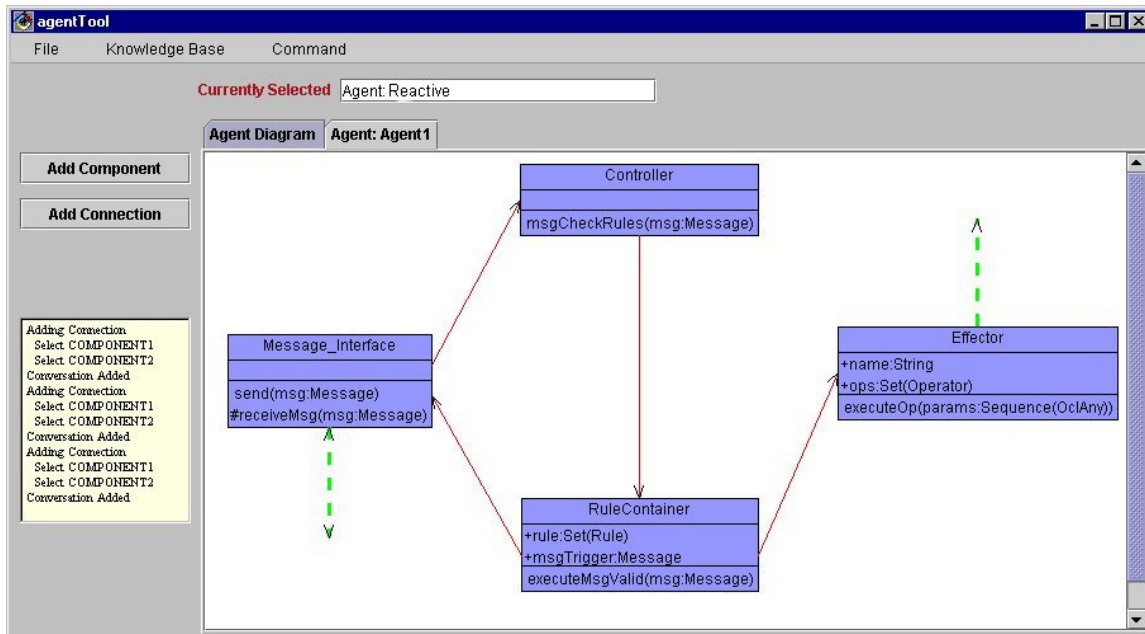 agentTool
File Knowledge Base Command
Currently Selected Agent: Reactive
Agent Diagram Agent: Agent1
Add Component
Add Connection
Adding Connection
Select COMPONENT1
Select COMPONENT2
Conversation Added
Adding Connection
Select COMPONENT1
Select COMPONENT2
Conversation Added
Adding Connection
Select COMPONENT1
Select COMPONENT2
Conversation Added
Controller
msgCheckRules(msg:Message)
Message_Interface
send(msg:Message)
#receiveMsg(msg:Message)
Effector
+name:String
+ops:Set(Operator)
executeOp(params:Sequence(OclAny))
RuleContainer
+rule:Set(Rule)
+msgTrigger:Message
executeMsgValid(msg:Message)